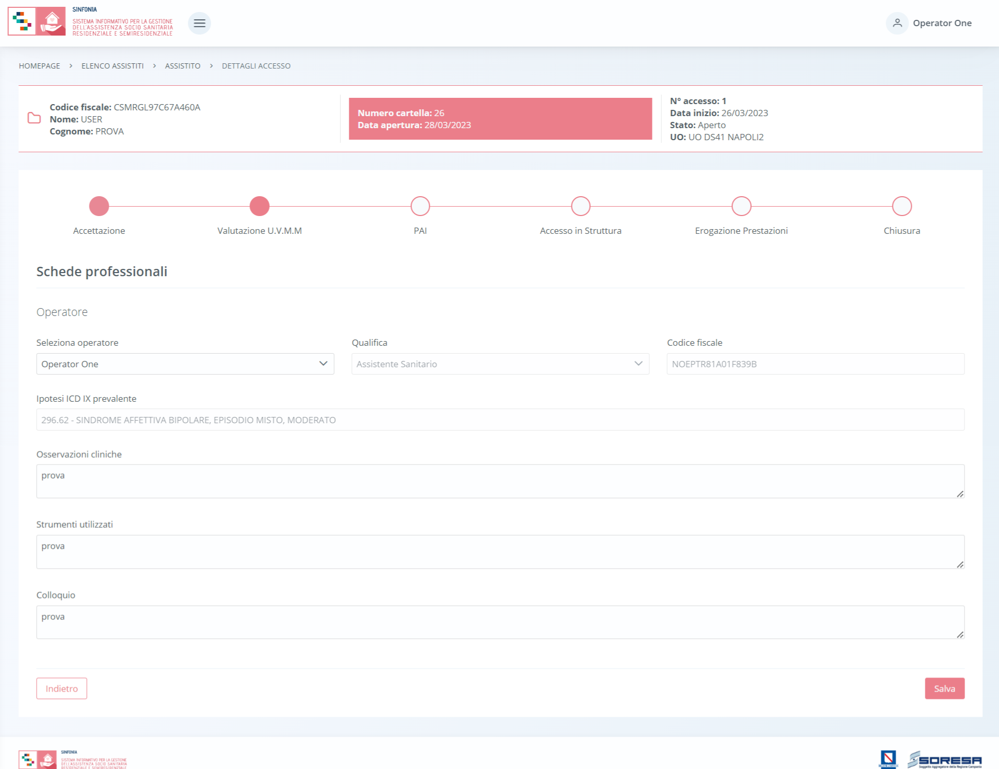 SINFONIA
SISTEMA INFORMATIVO PER LA GESTIONE
DELL'ASSISTENZA SOCIO SANITARIA
RESIDENZIALE E SEMIRESIDENZIALE
Operator One
HOMEPAGE > ELENCO ASSISTITI > ASSISTITO > DETTAGLI ACCESSO
Codice fiscale: CSMRGL97C67A460A
Nome: USER
Cognome: PROVA
Numero cartella: 26
Data apertura: 28/03/2023
N° accesso: 1
Data inizio: 26/03/2023
Stato: Aperto
UO: UO DS41 NAPOLI2
Accettazione
Valutazione U.V.M.M
PAI
Accesso in Struttura
Erogazione Prestazioni
Chiusura
Schede professionali
Operatore
Seleziona operatore
Operator One
Qualifica
Assistente Sanitario
Codice fiscale
NOEPTR81A01F839B
Ipotesi ICD IX prevalente
296.62 - SINDROME AFFETTIVA BIPOLARE, EPISODIO MISTO, MODERATO
Osservazioni cliniche
prova
Strumenti utilizzati
prova
Colloquio
prova
Indietro
Salva
SINFONIA
SISTEMA INFORMATIVO PER LA GESTIONE
DELL'ASSISTENZA SOCIO SANITARIA
RESIDENZIALE E SEMIRESIDENZIALE
REGIONE CAMPANIA
SORESA
Soggetto Aggregatore della Regione Campania